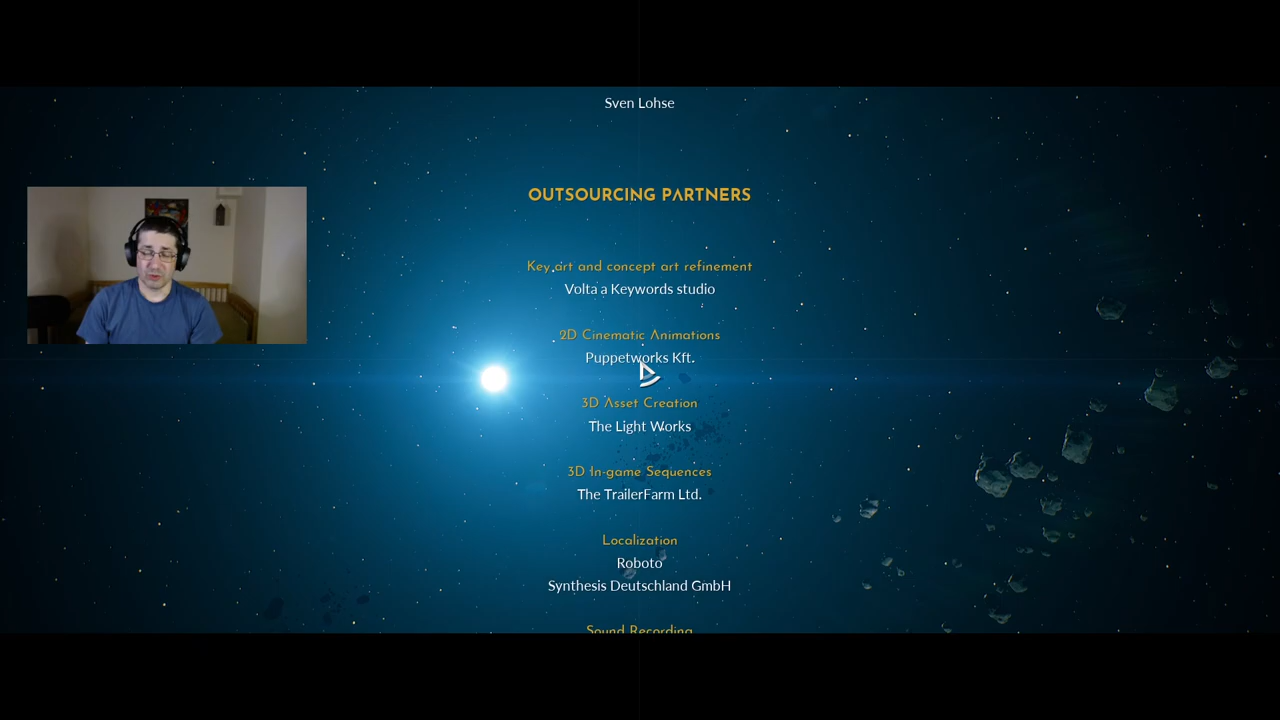 Sven Lohse
OUTSOURCING PARTNERS
Key art and concept art refinement
Volta a Keywords studio
2D Cinematic Animations
Puppetworks Kft.
3D Asset Creation
The Light Works
3D In-game Sequences
The TrailerFarm Ltd.
Localization
Roboto
Synthesis Deutschland GmbH
Sound Recording